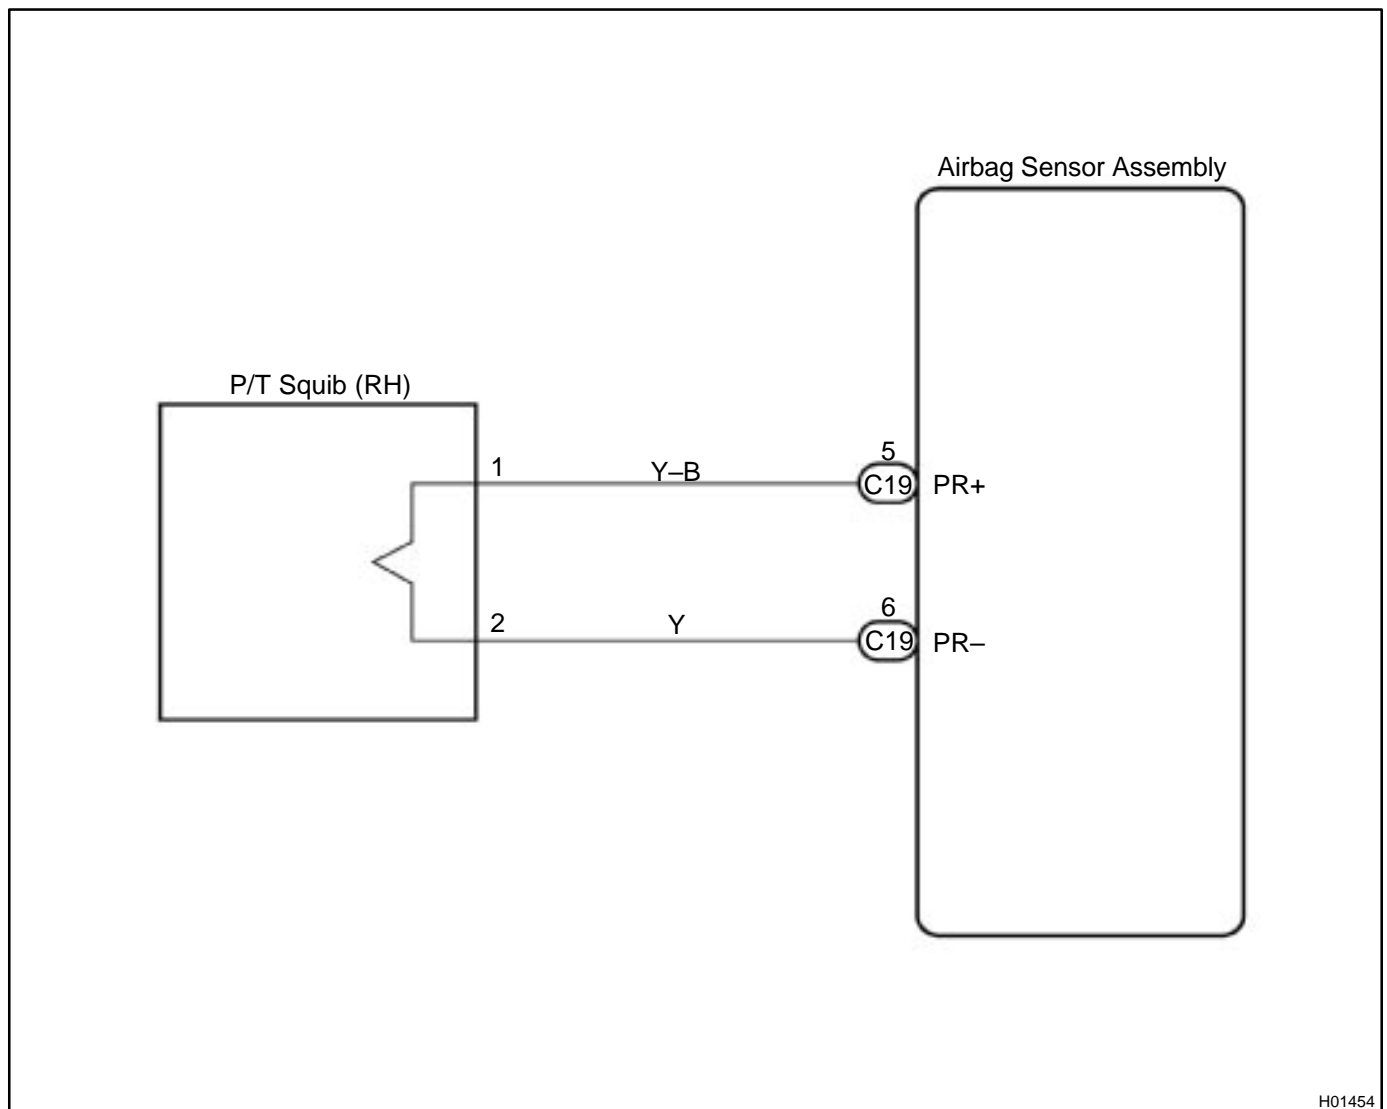 Airbag Sensor Assembly
P/T Squib (RH)
1
Y–B
5
C19
PR+
2
Y
6
C19
PR–
H01454